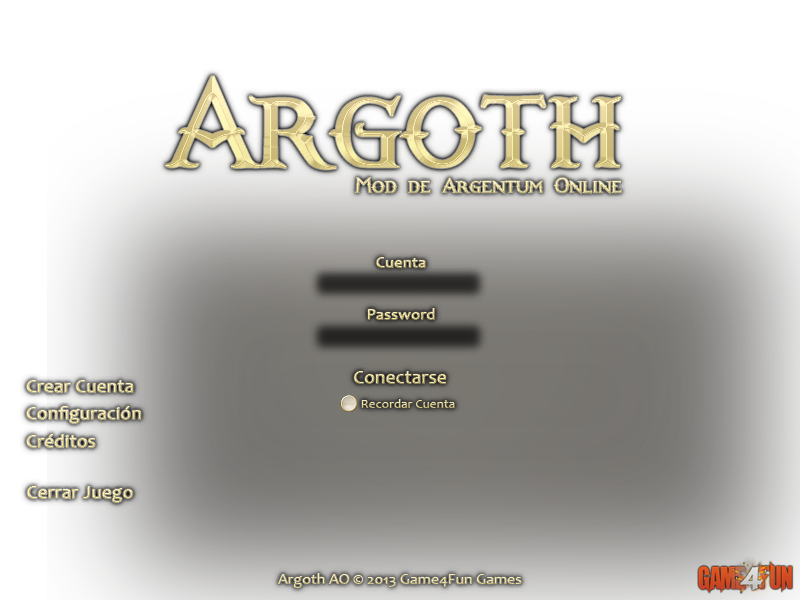 ARGOTH
MOD DE ARGENTUM ONLINE
Cuenta
Password
Conectarse
Recordar Cuenta
Crear Cuenta
Configuración
Créditos
Cerrar Juego
Argoth AO © 2013 Game4Fun Games
GAME4FUN